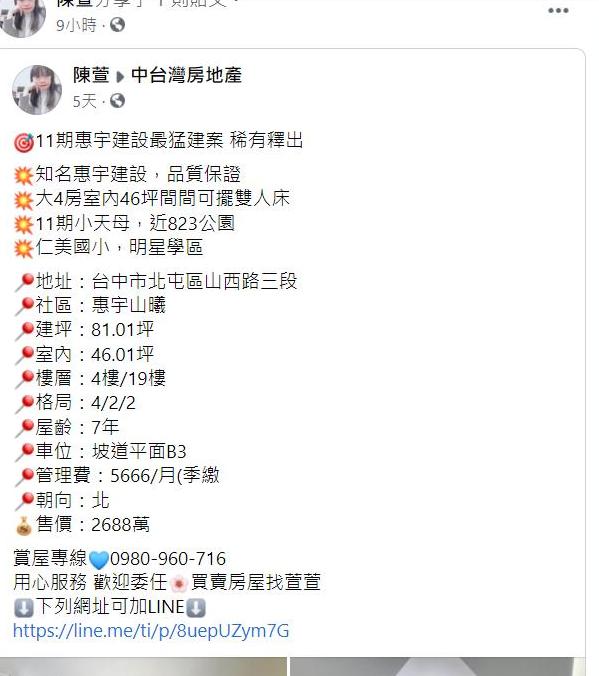 陳萱分享了 1 則貼文。
9小時 ·
陳萱 ▶ 中台灣房地產
5天 ·
🎯11期惠宇建設最猛建案 稀有釋出
💥知名惠宇建設，品質保證
💥大4房室內46坪間間可擺雙人床
💥11期小天母，近823公園
💥仁美國小，明星學區
📍地址：台中市北屯區山西路三段
📍社區：惠宇山曦
📍建坪：81.01坪
📍室內：46.01坪
📍樓層：4樓/19樓
📍格局：4/2/2
📍屋齡：7年
📍車位：坡道平面B3
📍管理費：5666/月(季繳
📍朝向：北
💰售價：2688萬
賞屋專線💙0980-960-716
用心服務 歡迎委任🌸買賣房屋找萱萱
⬇️下列網址可加LINE⬇️
https://line.me/ti/p/8uepUZym7G